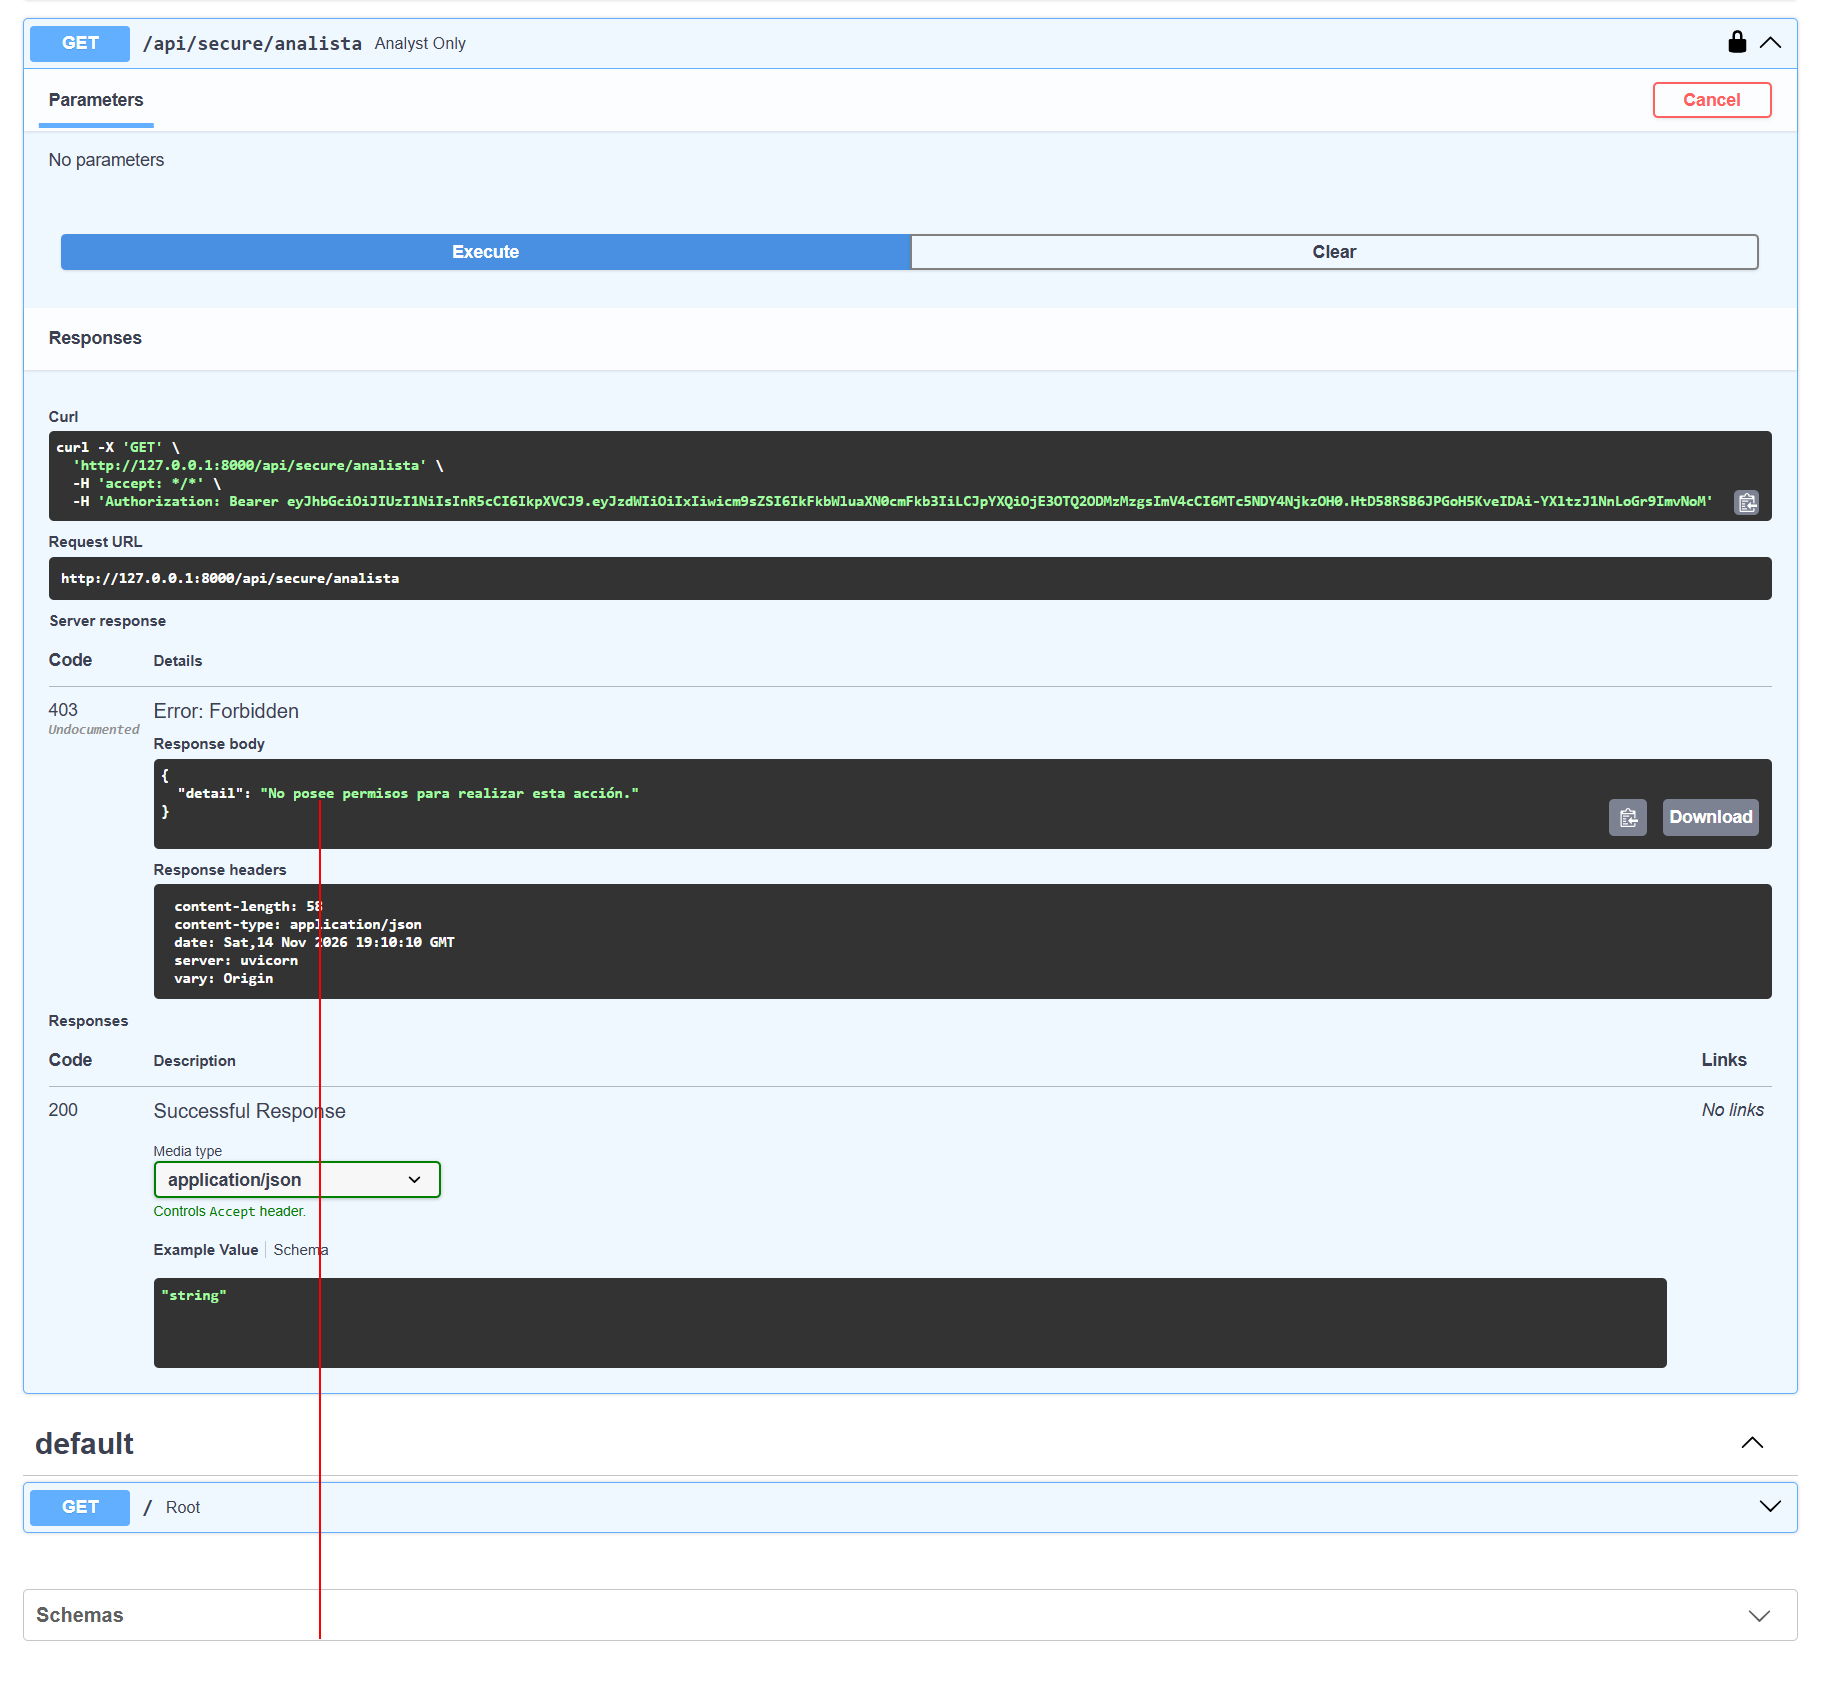 GET /api/secure/analista Analyst Only
Parameters
Cancel
No parameters
Execute
Clear
Responses
Curl
curl -X 'GET' \
'http://127.0.0.1:8000/api/secure/analista' \
-H 'accept: */*' \
-H 'Authorization: Bearer eyJhbGciOiJIUzI1NiIsInR5cCI6IkpXVCJ9.eyJzdWIiOiIxIiwicm9sZSI6IkFkbWluaXN0cmFkb3IiLCJpYXQiOjE3OTQ2ODMzMzgsImV4cCI6MTc5NDY4NjkzOH0.HtD58RSB6JPGoH5KveIDAi-YXltzJ1NnLoGr9ImvNoM'
Request URL
http://127.0.0.1:8000/api/secure/analista
Server response
Code Details
403 Error: Forbidden
Undocumented
Response body
{
"detail": "No posee permisos para realizar esta acción."
}
Download
Response headers
content-length: 58
content-type: application/json
date: Sat,14 Nov 2026 19:10:10 GMT
server: uvicorn
vary: Origin
Responses
Code Description Links
200 Successful Response No links
Media type
application/json
Controls Accept header.
Example Value Schema
"string"
default
GET / Root
Schemas